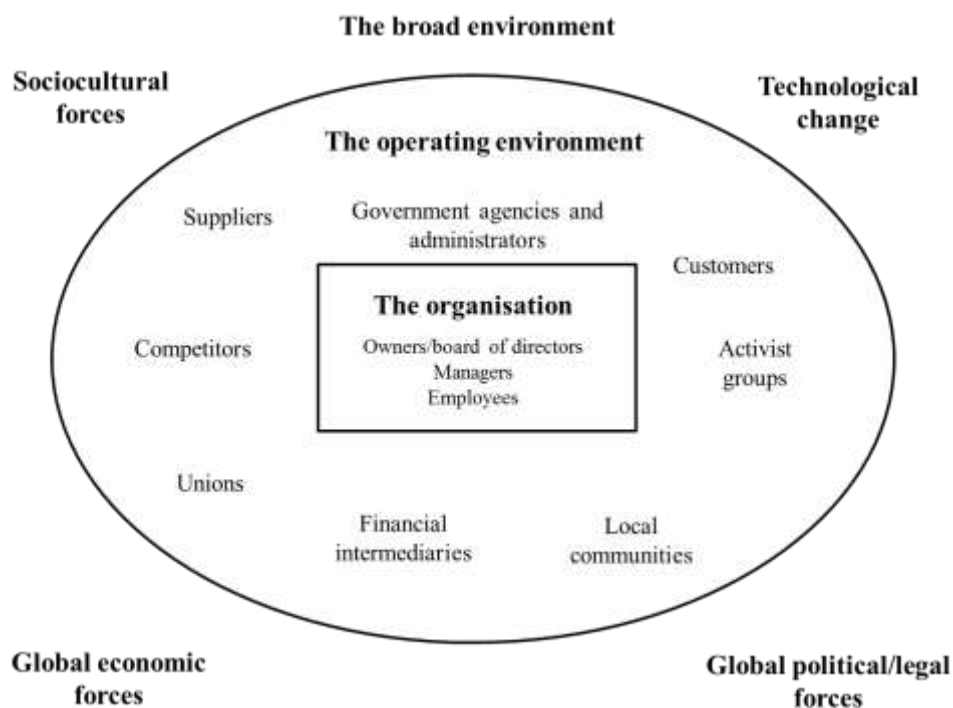 The broad environment
Sociocultural
forces
Technological
change
The operating environment
Suppliers
Government agencies and
administrators
Customers
The organisation
Owners/board of directors
Managers
Employees
Competitors
Activist
groups
Unions
Financial
intermediaries
Local
communities
Global economic
forces
Global political/legal
forces